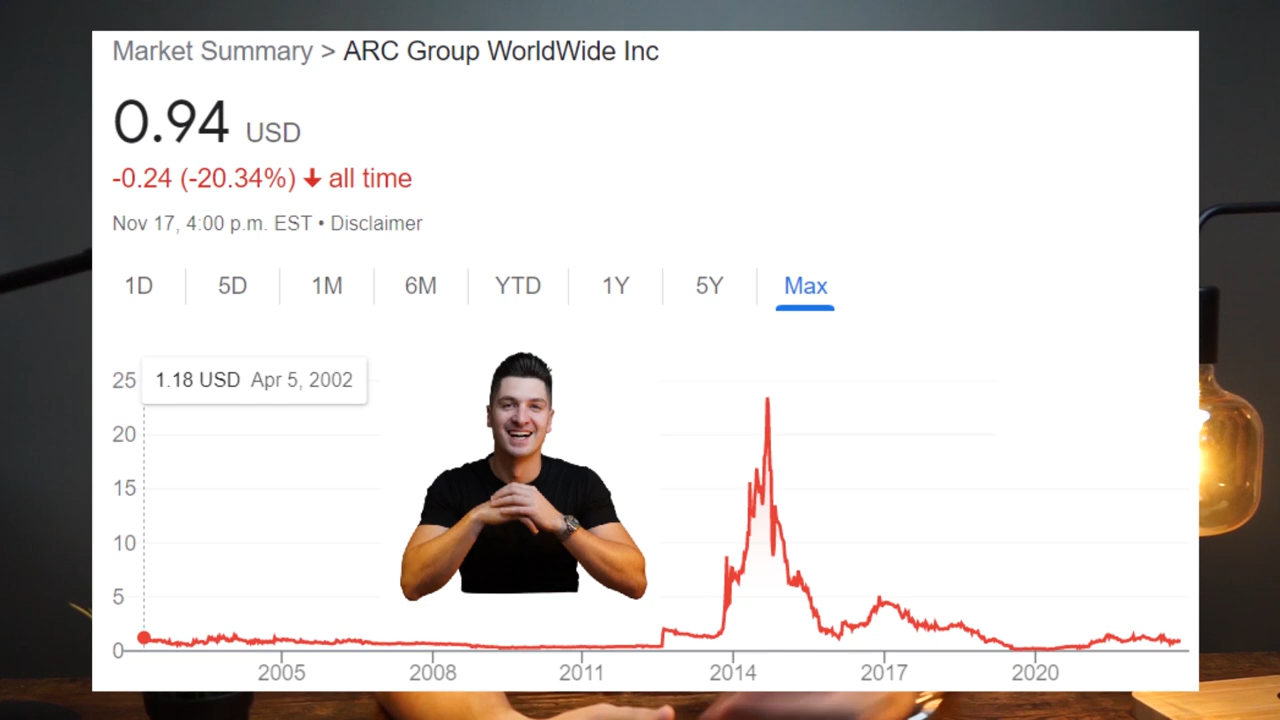 Market Summary > ARC Group WorldWide Inc
0.94 USD
-0.24 (-20.34%) ↓ all time
Nov 17, 4:00 p.m. EST • Disclaimer
1D 5D 1M 6M YTD 1Y 5Y Max
1.18 USD Apr 5, 2002
25
20
15
10
5
0
2005 2008 2011 2014 2017 2020